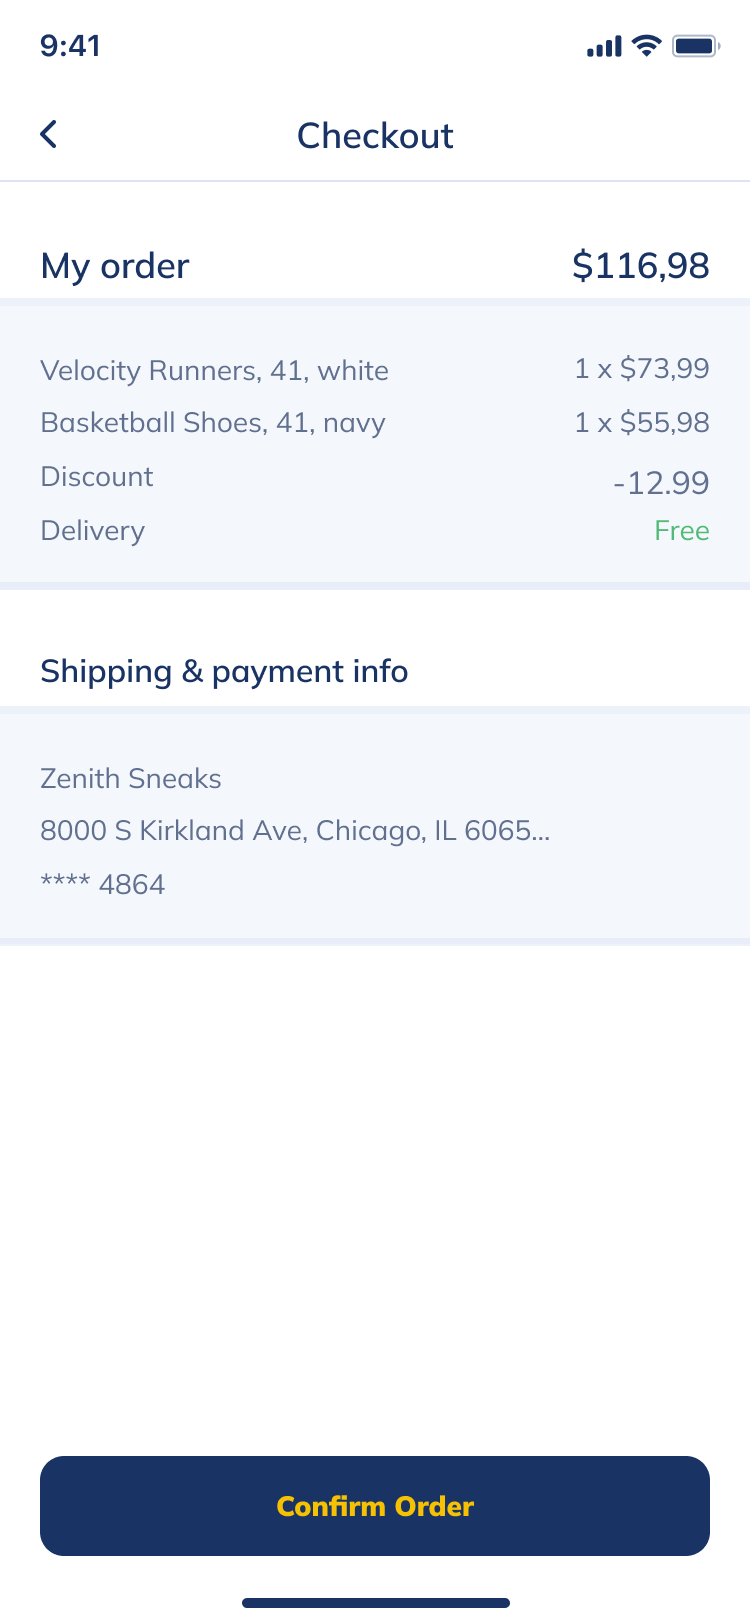 9:41
Checkout
My order $116,98
Velocity Runners, 41, white 1 x $73,99
Basketball Shoes, 41, navy 1 x $55,98
Discount -12.99
Delivery Free
Shipping & payment info
Zenith Sneaks
8000 S Kirkland Ave, Chicago, IL 6065...
**** 4864
Confirm Order